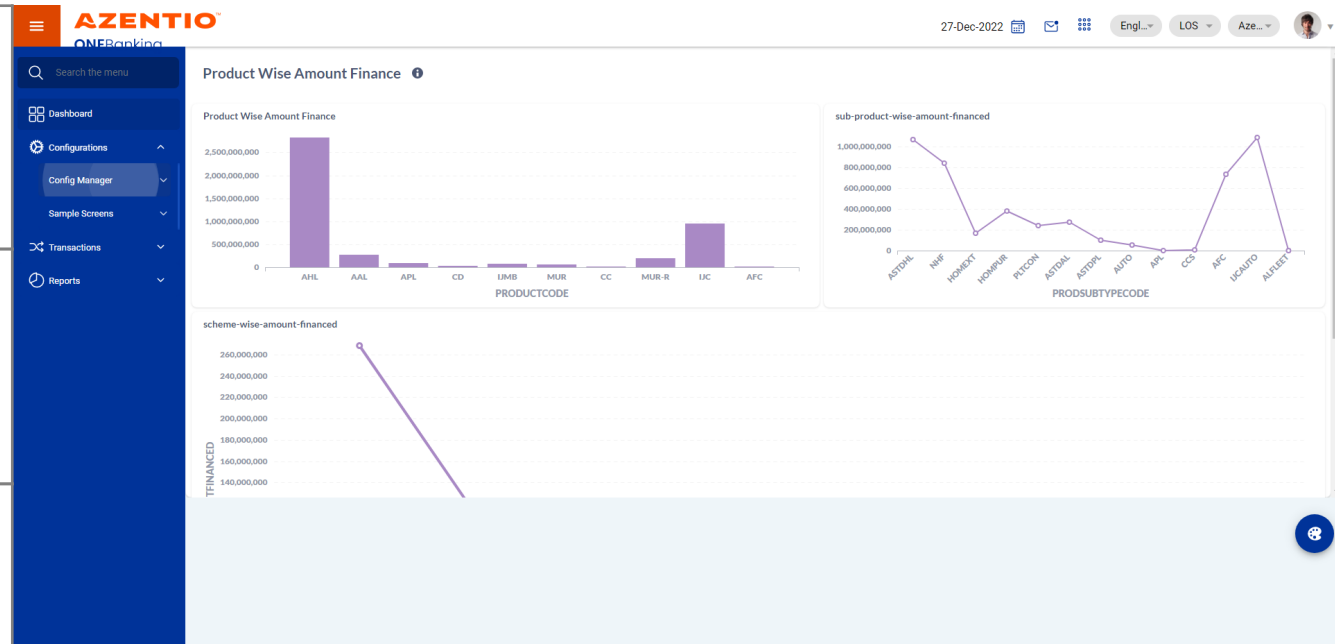 AZENTIO™
ONEBanking
27-Dec-2022
Engl...
LOS
Aze...
Search the menu
Dashboard
Configurations
Config Manager
Sample Screens
Transactions
Reports
Product Wise Amount Finance
Product Wise Amount Finance
2,500,000,000
2,000,000,000
1,500,000,000
1,000,000,000
500,000,000
0
AHL AAL APL CD IJMB MUR CC MUR-R IJC AFC
PRODUCTCODE
sub-product-wise-amount-financed
1,000,000,000
800,000,000
600,000,000
400,000,000
200,000,000
0
ASTDHL NHF HOMEXT HOMPUR PLTCON ASTDAL ASTDPL AUTO APL CCS AFC IJCAUTO ALFLEET
PRODSUBTYPECODE
scheme-wise-amount-financed
260,000,000
240,000,000
220,000,000
200,000,000
180,000,000
160,000,000
140,000,000
TFINANCED